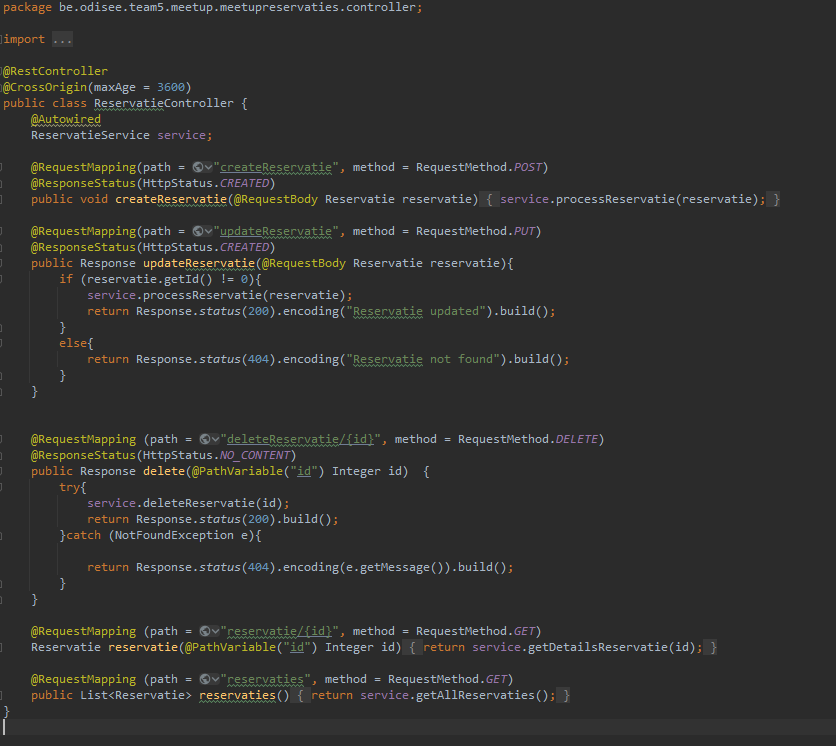 package be.odisee.team5.meetup.meetupreservaties.controller;
import ...
@RestController
@CrossOrigin(maxAge = 3600)
public class ReservatieController {
@Autowired
ReservatieService service;
@RequestMapping(path = "createReservatie", method = RequestMethod.POST)
@ResponseStatus(HttpStatus.CREATED)
public void createReservatie(@RequestBody Reservatie reservatie) { service.processReservatie(reservatie); }
@RequestMapping(path = "updateReservatie", method = RequestMethod.PUT)
@ResponseStatus(HttpStatus.CREATED)
public Response updateReservatie(@RequestBody Reservatie reservatie){
if (reservatie.getId() != 0){
service.processReservatie(reservatie);
return Response.status(200).encoding("Reservatie updated").build();
}
else{
return Response.status(404).encoding("Reservatie not found").build();
}
}
@RequestMapping (path = "deleteReservatie/{id}", method = RequestMethod.DELETE)
@ResponseStatus(HttpStatus.NO_CONTENT)
public Response delete(@PathVariable("id") Integer id)  {
try{
service.deleteReservatie(id);
return Response.status(200).build();
}catch (NotFoundException e){
return Response.status(404).encoding(e.getMessage()).build();
}
}
@RequestMapping (path = "reservatie/{id}", method = RequestMethod.GET)
Reservatie reservatie(@PathVariable("id") Integer id) { return service.getDetailsReservatie(id); }
@RequestMapping (path = "reservaties", method = RequestMethod.GET)
public List<Reservatie> reservaties() { return service.getAllReservaties(); }
}